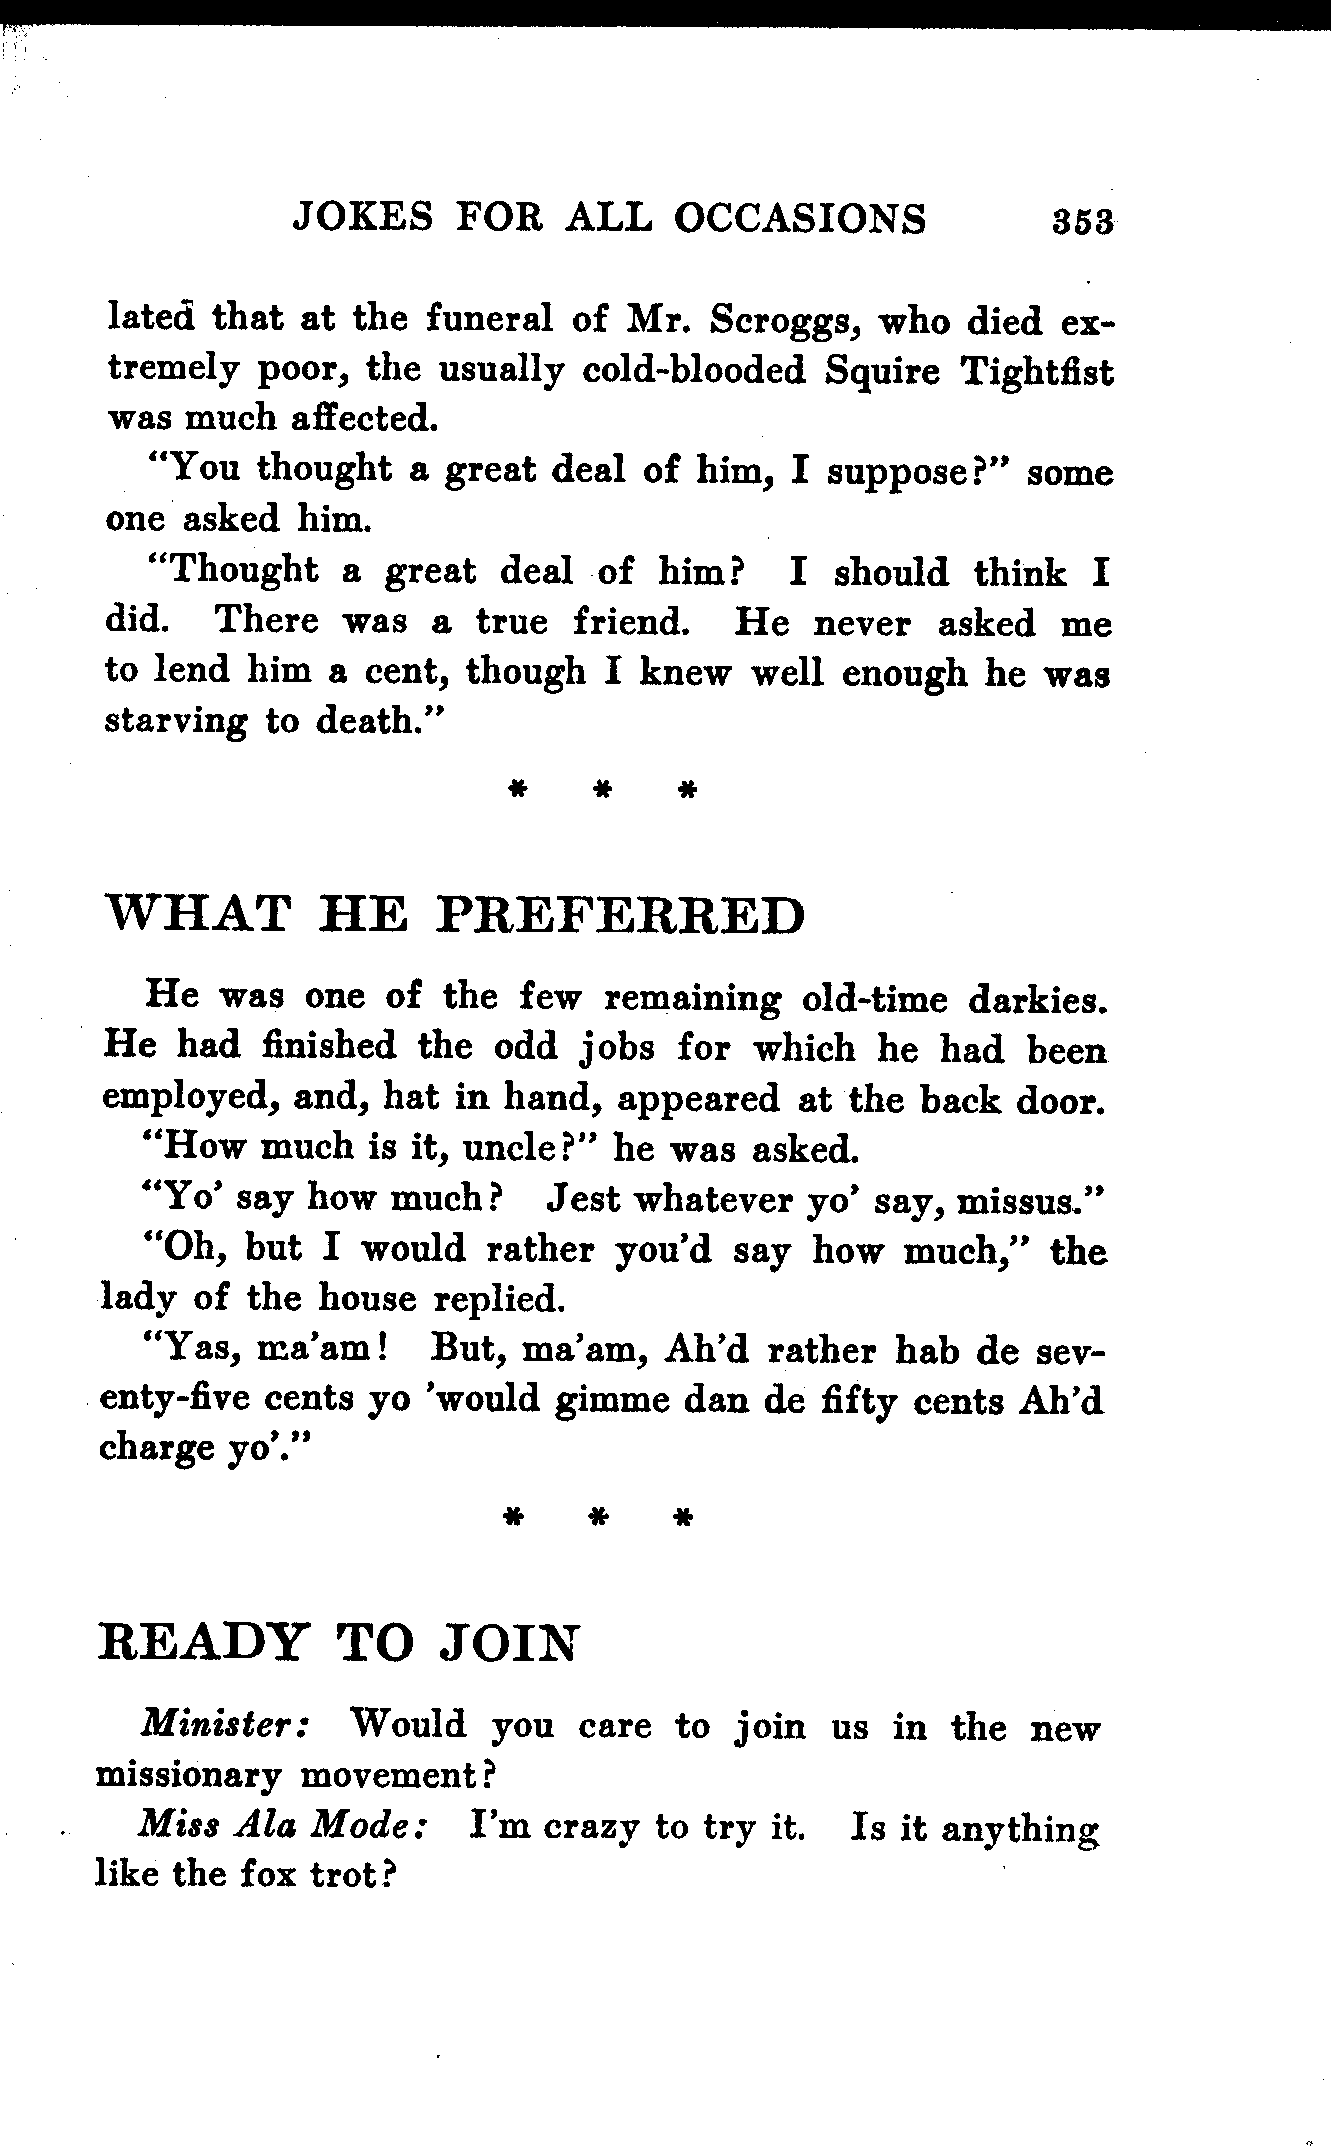 JOKES FOR ALL OCCASIONS 353
lated that at the funeral of Mr. Scroggs, who died ex-
tremely poor, the usually cold-blooded Squire Tightfist
was much affected.
"You thought a great deal of him, I suppose?" some
one asked him.
"Thought a great deal of him? I should think I
did. There was a true friend. He never asked me
to lend him a cent, though I knew well enough he was
starving to death."
* * *
WHAT HE PREFERRED
He was one of the few remaining old-time darkies.
He had finished the odd jobs for which he had been
employed, and, hat in hand, appeared at the back door.
"How much is it, uncle?" he was asked.
"Yo' say how much? Jest whatever yo' say, missus."
"Oh, but I would rather you'd say how much," the
lady of the house replied.
"Yas, ma'am! But, ma'am, Ah'd rather hab de sev-
enty-five cents yo 'would gimme dan de fifty cents Ah'd
charge yo'."
* * *
READY TO JOIN
Minister: Would you care to join us in the new
missionary movement?
Miss Ala Mode: I'm crazy to try it. Is it anything
like the fox trot?